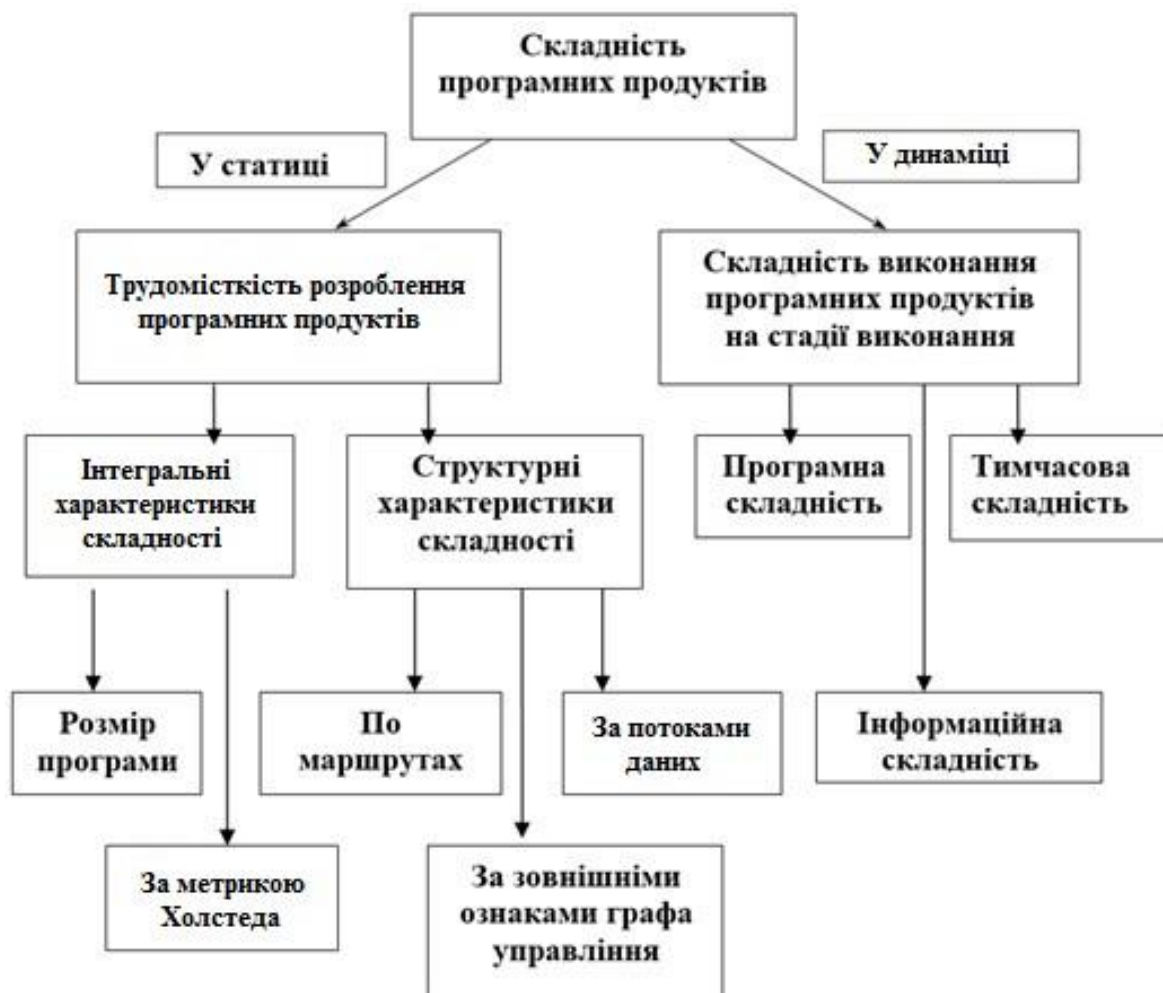 Складність
програмних продуктів
У статиці
У динаміці
Трудомісткість розроблення
програмних продуктів
Складність виконання
програмних продуктів
на стадії виконання
Інтегральні
характеристики
складності
Структурні
характеристики
складності
Програмна
складність
Тимчасова
складність
Розмір
програми
По
маршрутах
За потоками
даних
Інформаційна
складність
За метрикою
Холстеда
За зовнішніми
ознаками графа
управління